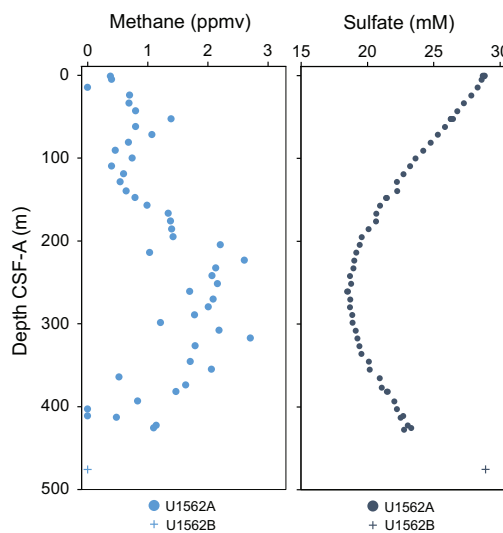 Methane (ppmv) Sulfate (mM)
0 1 2 3 15 20 25 30
0
100
200
300
400
500
Depth CSF-A (m)
U1562A U1562A
U1562B U1562B